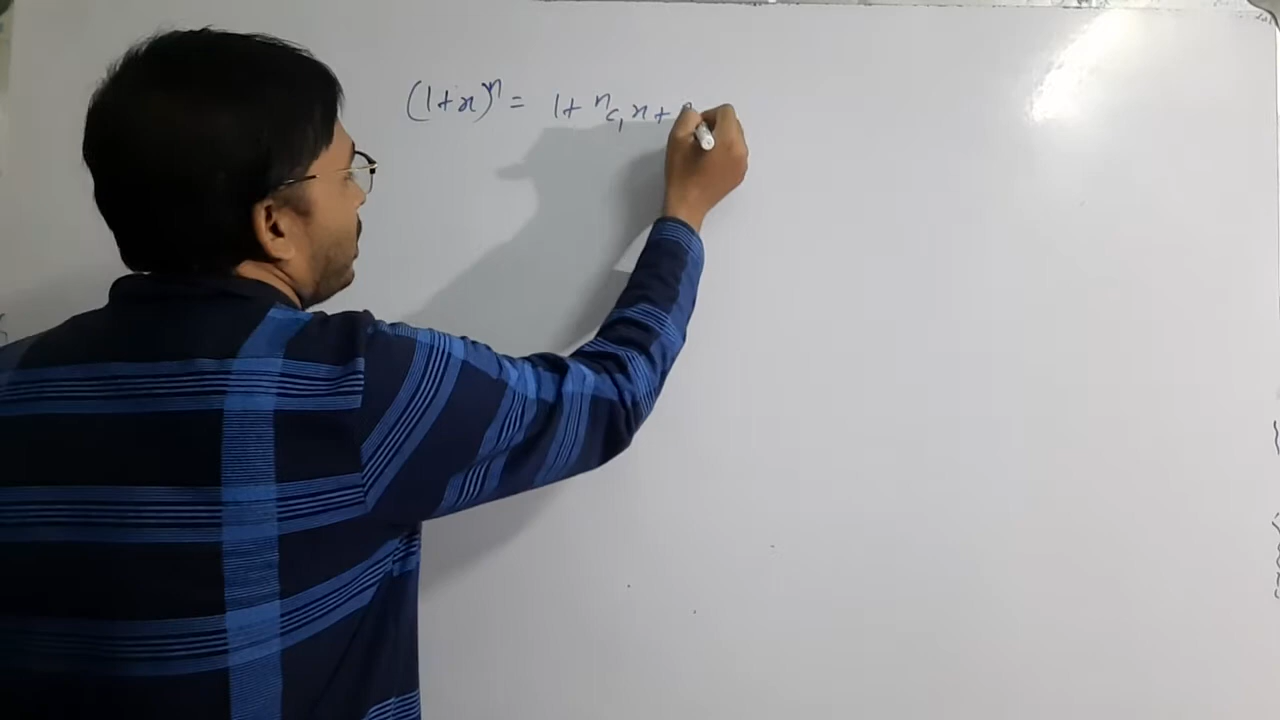 (1+x)ⁿ = 1+ ⁿc₁ x +